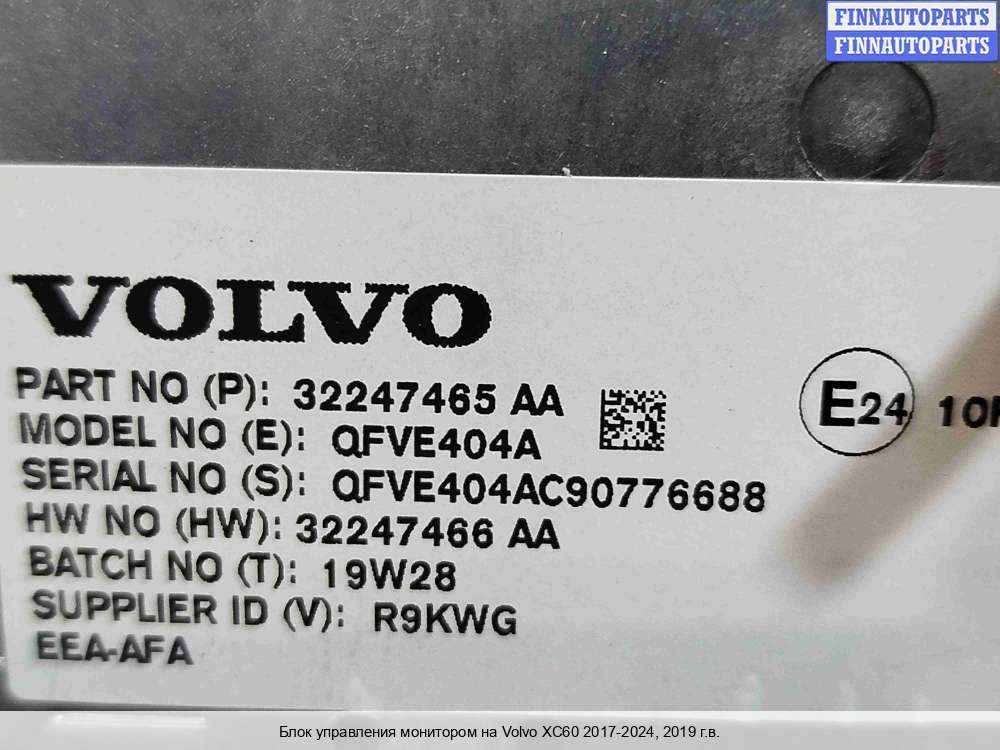 FINNAUTOPARTS
FINNAUTOPARTS
VOLVO
PART NO (P): 32247465 AA
MODEL NO (E): QFVE404A
SERIAL NO (S): QFVE404AC90776688
HW NO (HW): 32247466 AA
BATCH NO (T): 19W28
SUPPLIER ID (V): R9KWG
EEA-AFA
E24 10
Блок управления монитором на Volvo XC60 2017-2024, 2019 г.в.